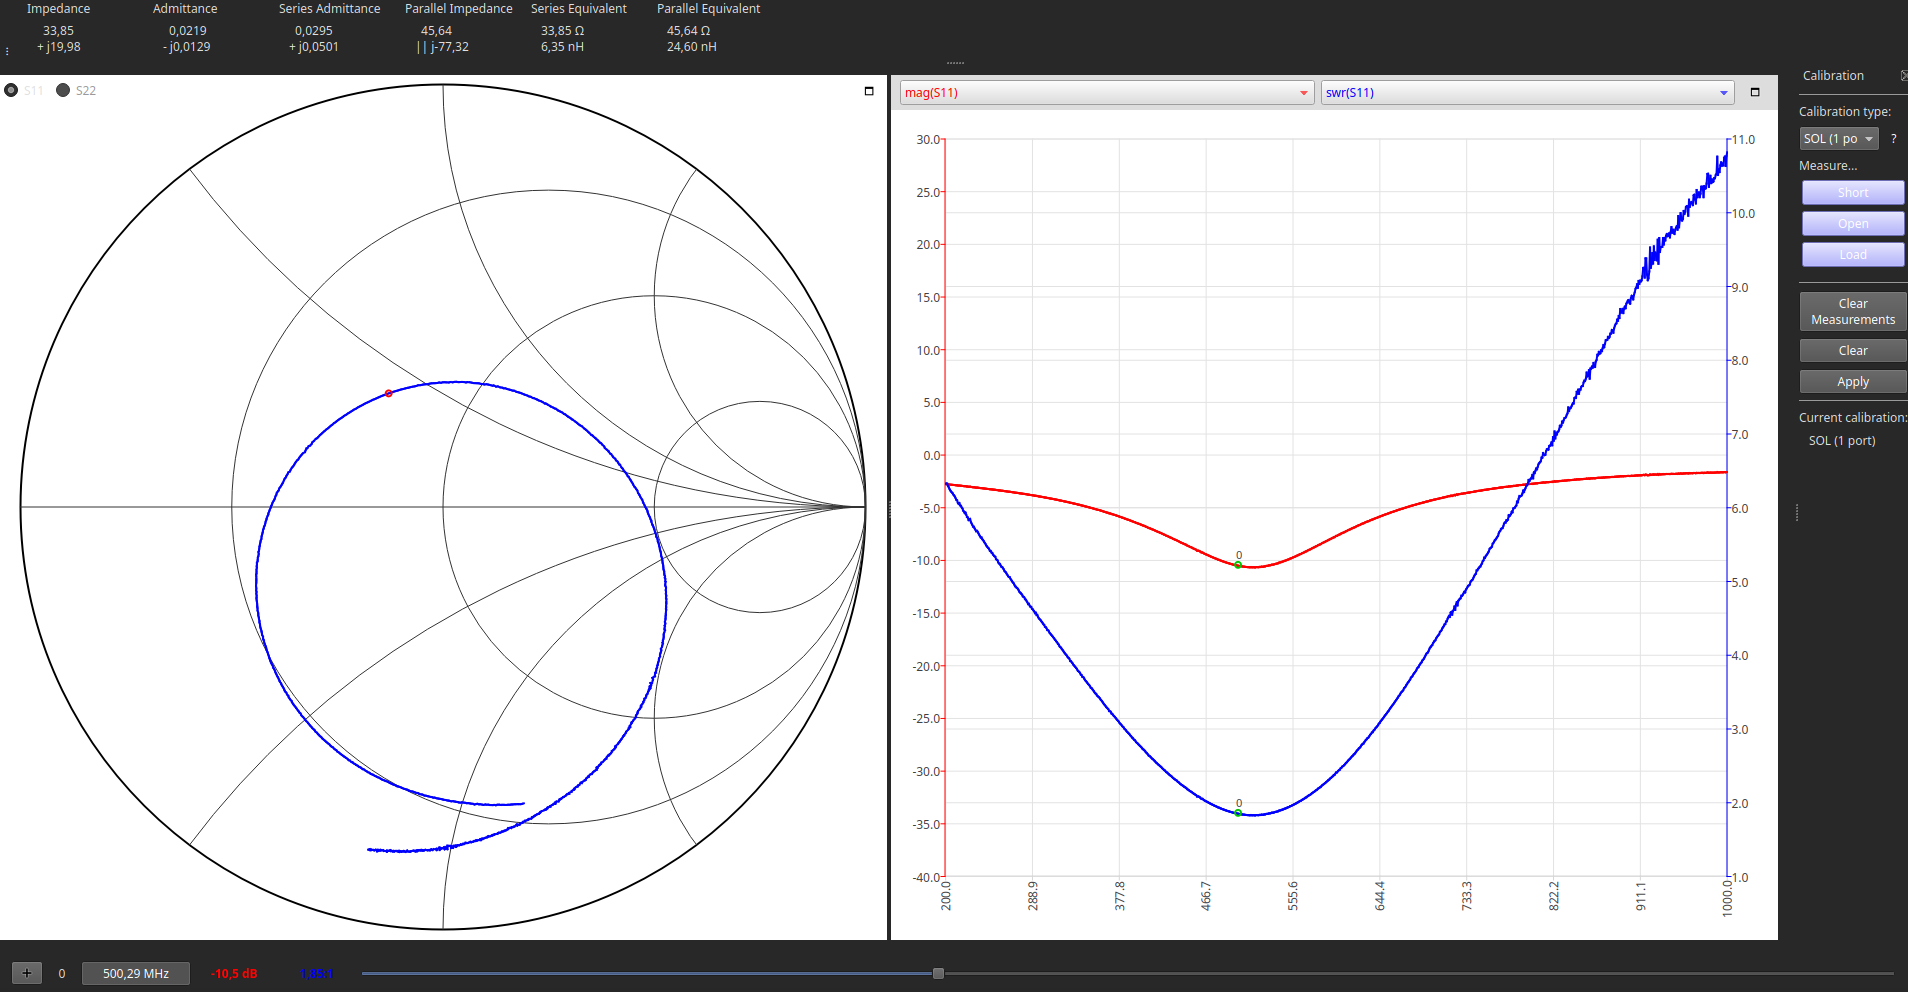 Impedance Admittance Series Admittance Parallel Impedance Series Equivalent Parallel Equivalent
33,85 0,0219 0,0295 45,64 33,85 Ω 45,64 Ω
+ j19,98 - j0,0129 + j0,0501 || j-77,32 6,35 nH 24,60 nH
S11 S22
mag(S11) swr(S11)
30.0
25.0
20.0
15.0
10.0
5.0
0.0
-5.0
-10.0
-15.0
-20.0
-25.0
-30.0
-35.0
-40.0
0
0
11.0
10.0
9.0
8.0
7.0
6.0
5.0
4.0
3.0
2.0
1.0
200.0 288.9 377.8 466.7 555.6 644.4 733.3 822.2 911.1 1000.0
Calibration
Calibration type:
SOL (1 po ?
Measure...
Short
Open
Load
Clear
Measurements
Clear
Apply
Current calibration:
SOL (1 port)
+ 0 500,29 MHz -10,5 dB 1,85:1